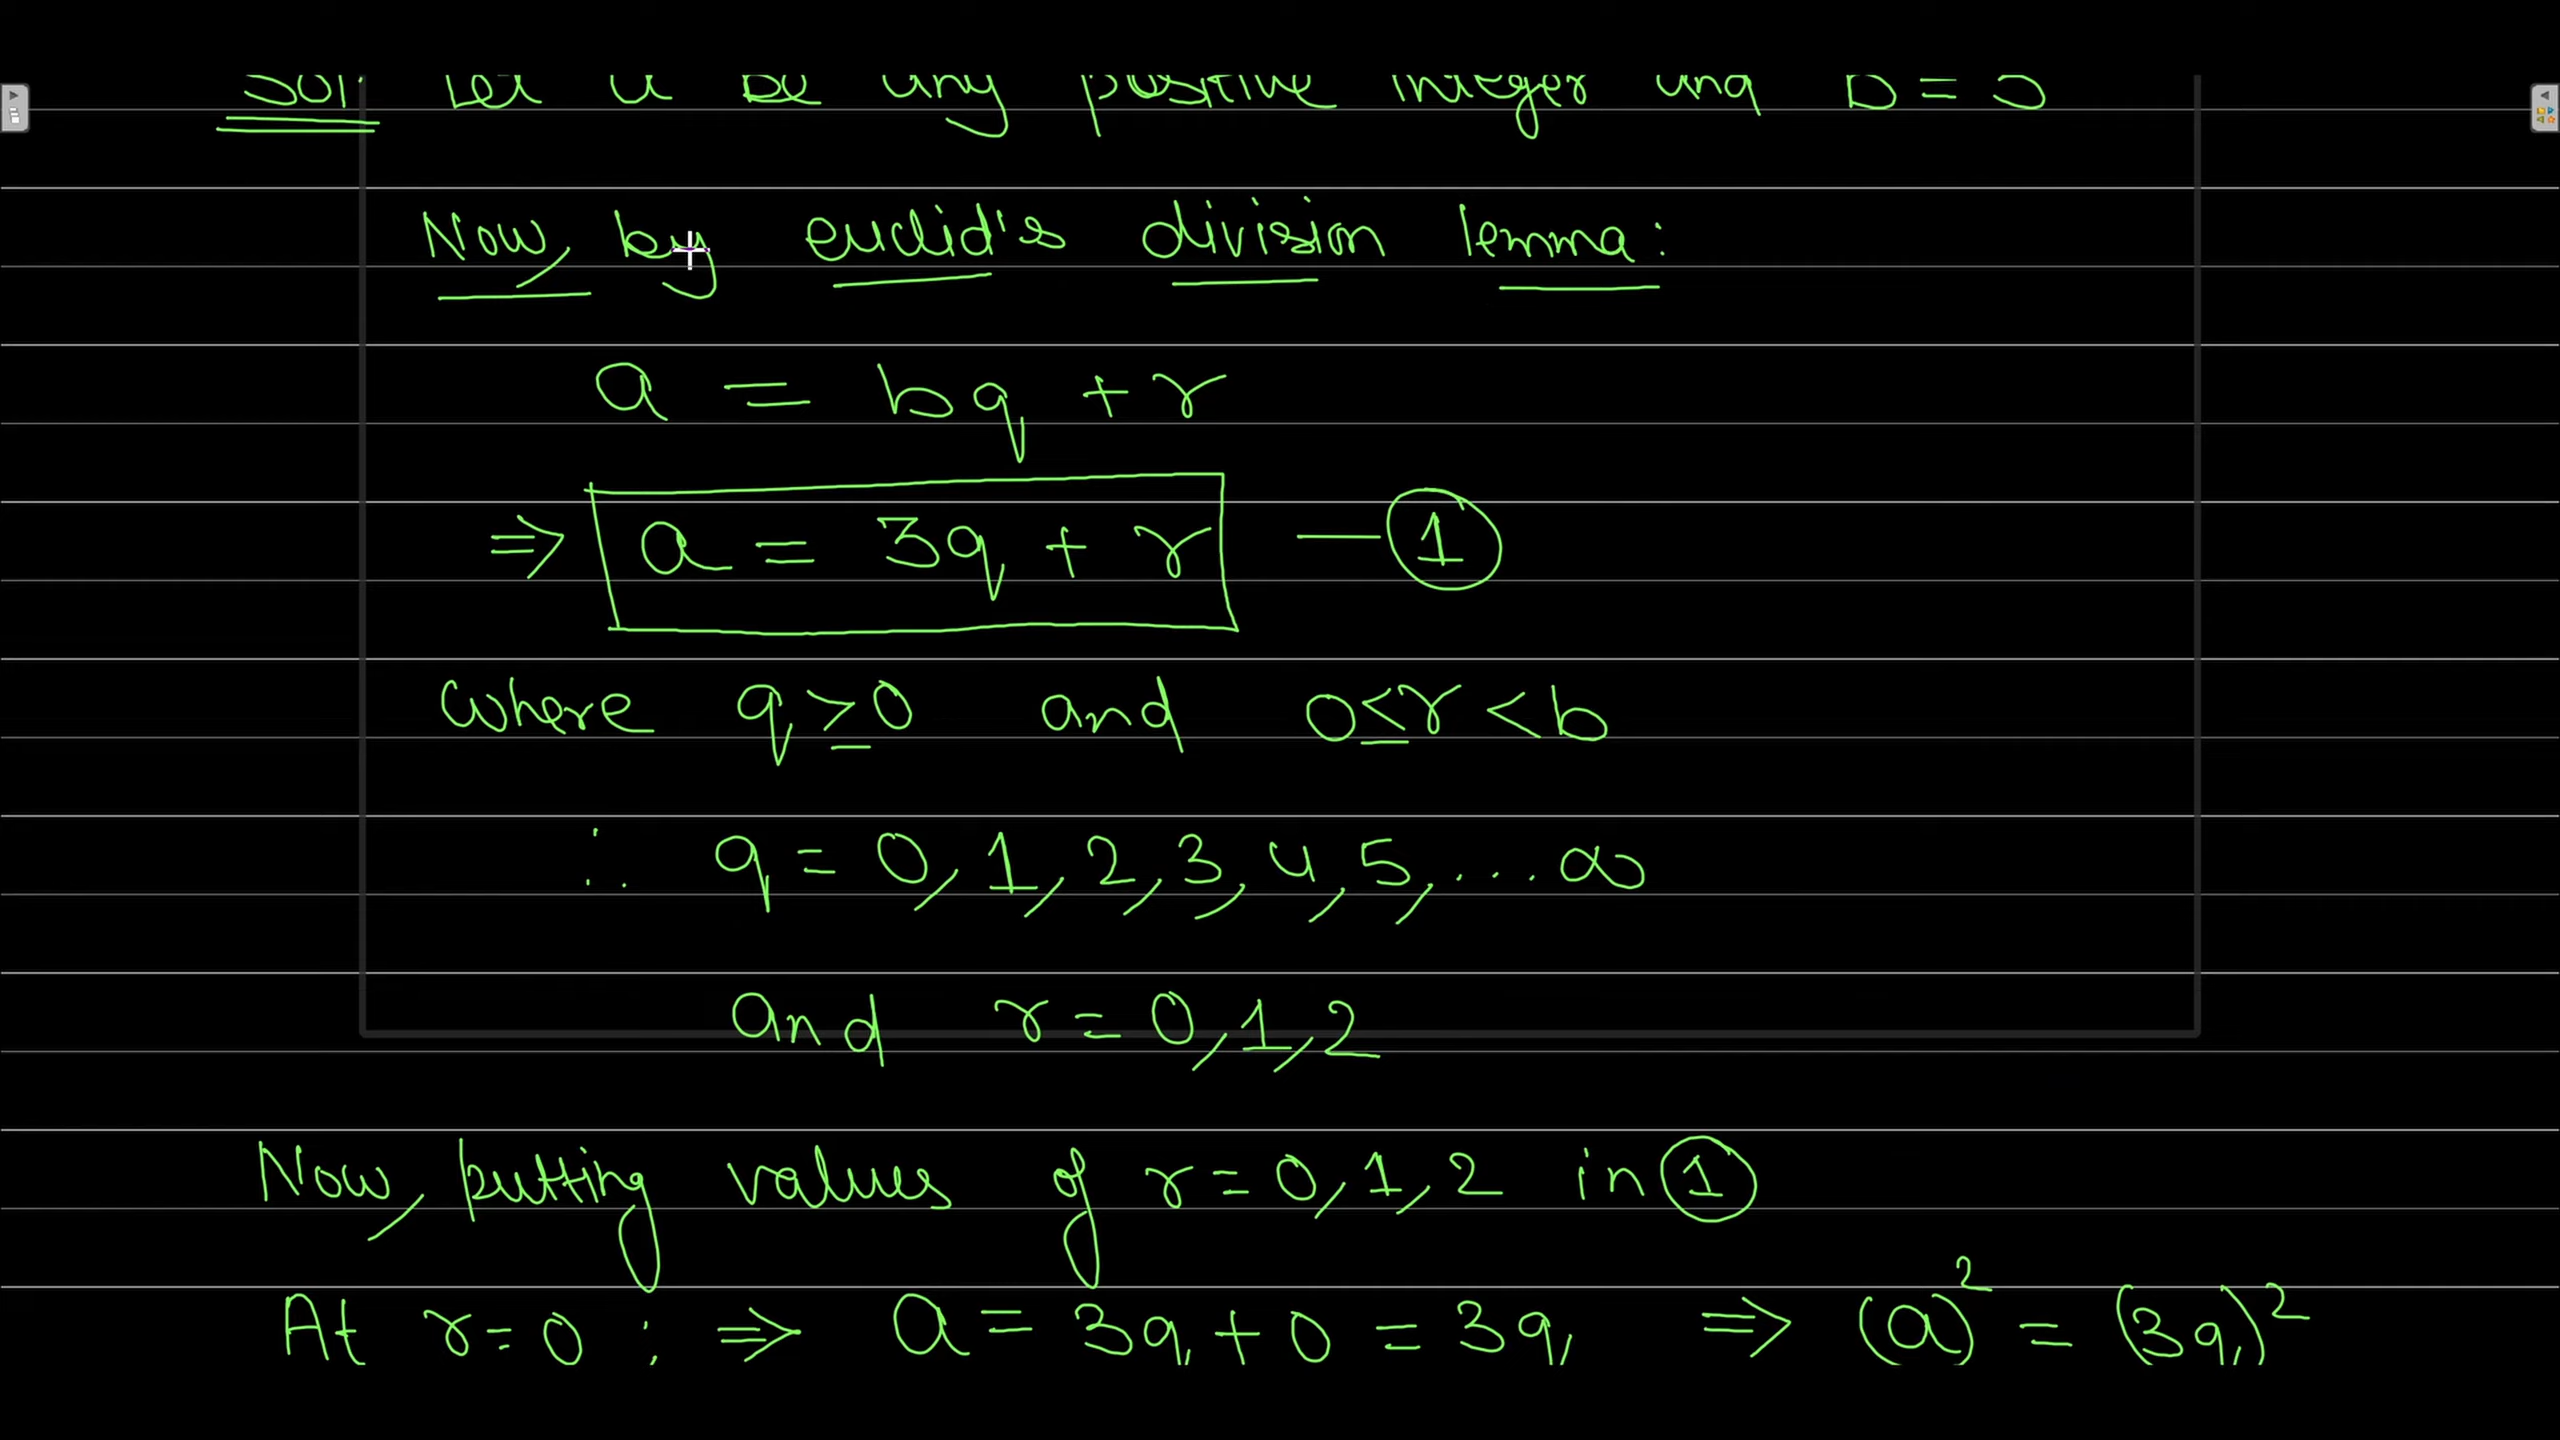 Sol. Let a be any positive integer and b = 3
Now, by euclid's division lemma:
a = bq + r
⇒ a = 3q + r — ①
where q ≥ 0 and 0 ≤ r < b
∴ q = 0, 1, 2, 3, 4, 5, ... ∞
and r = 0, 1, 2
Now, putting values of r = 0, 1, 2 in ①
At r = 0 : ⇒ a = 3q + 0 = 3q ⇒ (a)² = (3q)²